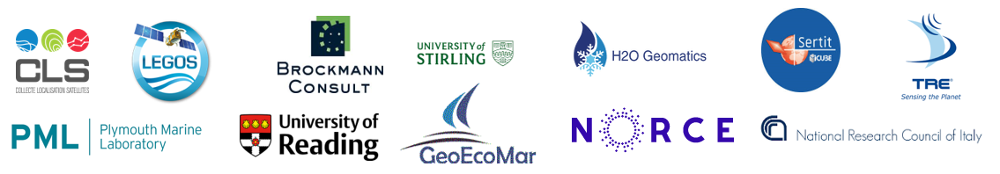 CLS
COLLECTE LOCALISATION SATELLITES
LEGOS
BROCKMANN
CONSULT
UNIVERSITY of
STIRLING
H2O Geomatics
Sertit
ICUBE
TRE®
Sensing the Planet
PML
Plymouth Marine
Laboratory
University of
Reading
GeoEcoMar
NORCE
National Research Council of Italy